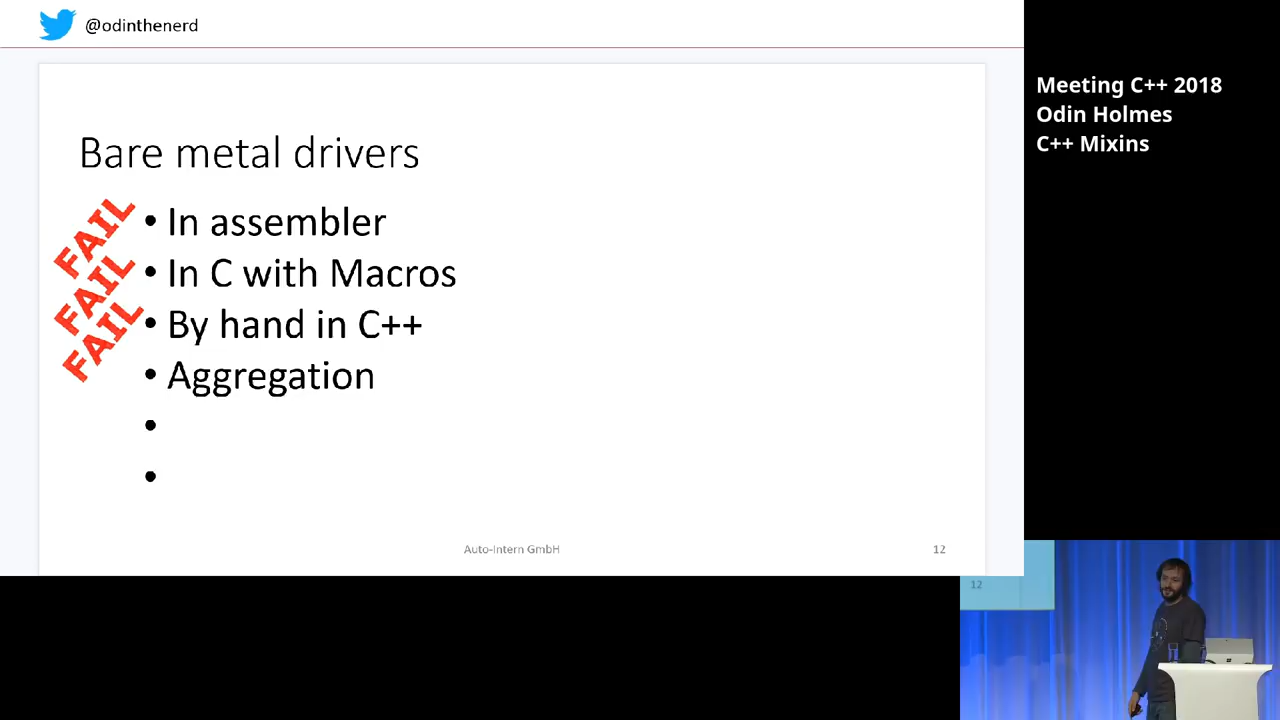 @odinthenerd
Meeting C++ 2018
Odin Holmes
C++ Mixins
Bare metal drivers
FAIL • In assembler
FAIL • In C with Macros
FAIL • By hand in C++
• Aggregation
•
•
Auto-Intern GmbH
12
12